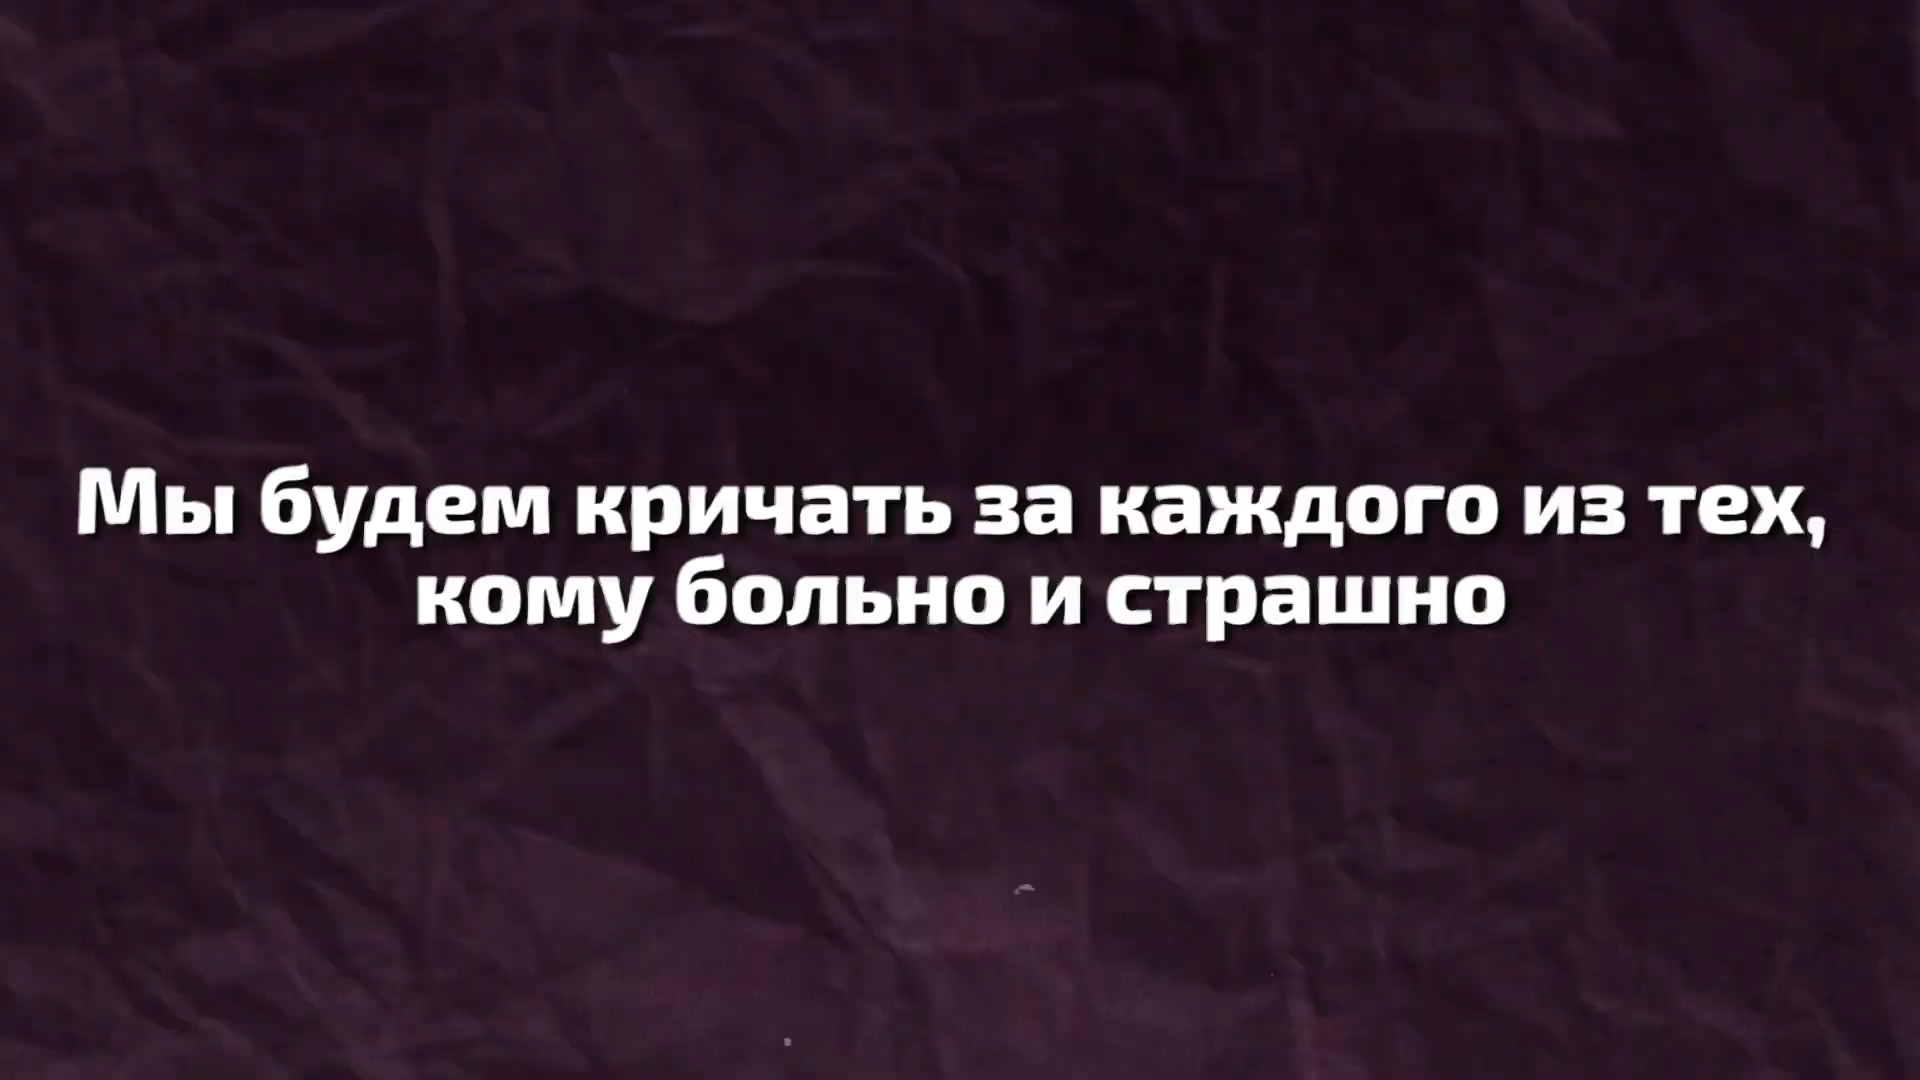 Мы будем кричать за каждого из тех,
кому больно и страшно